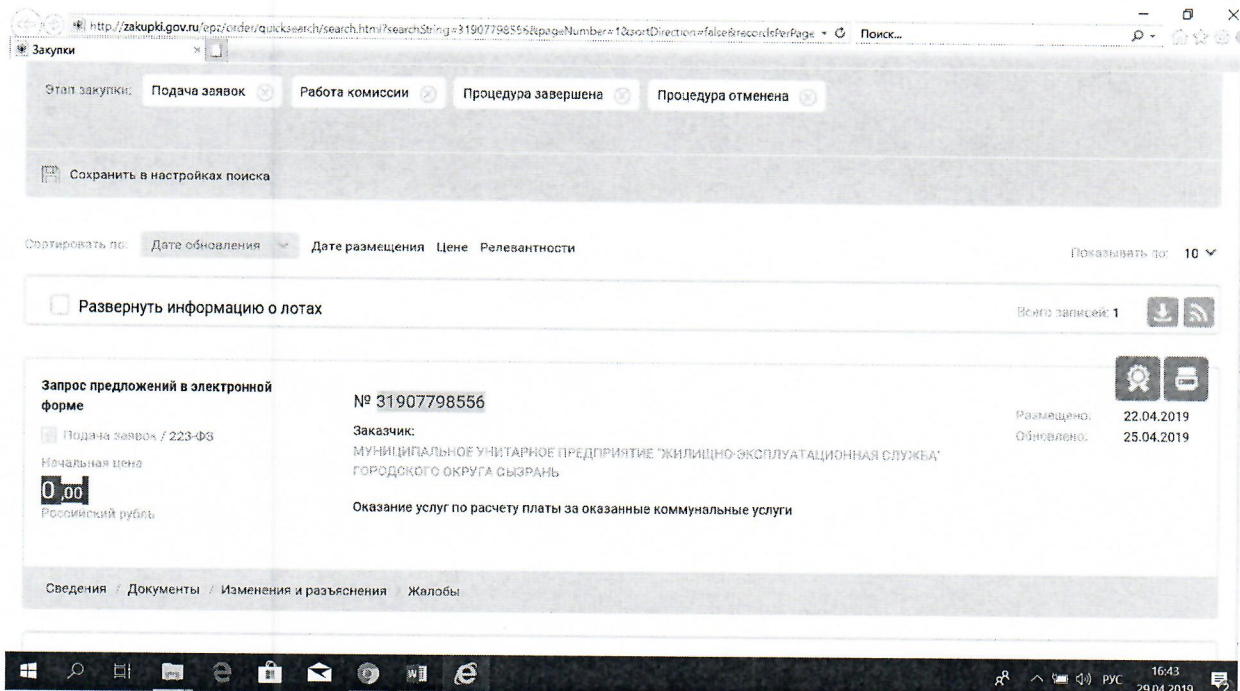 http://zakupki.gov.ru/epz/order/quicksearch/search.html?searchString=31907798556&pageNumber=1&sortDirection=false&recordsPerPage
Поиск...
Закупки
Этап закупки: Подача заявок Работа комиссии Процедура завершена Процедура отменена
Сохранить в настройках поиска
Сортировать по: Дате обновления Дате размещения Цене Релевантности Показывать по: 10
Развернуть информацию о лотах Всего записей: 1
Запрос предложений в электронной
форме
Подача заявок / 223-ФЗ
Начальная цена
0,00
Российский рубль
№ 31907798556
Заказчик:
МУНИЦИПАЛЬНОЕ УНИТАРНОЕ ПРЕДПРИЯТИЕ "ЖИЛИЩНО-ЭКСПЛУАТАЦИОННАЯ СЛУЖБА"
ГОРОДСКОГО ОКРУГА СЫЗРАНЬ
Оказание услуг по расчету платы за оказанные коммунальные услуги
Размещено: 22.04.2019
Обновлено: 25.04.2019
Сведения / Документы / Изменения и разъяснения / Жалобы
РУС
16:43
29.04.2019